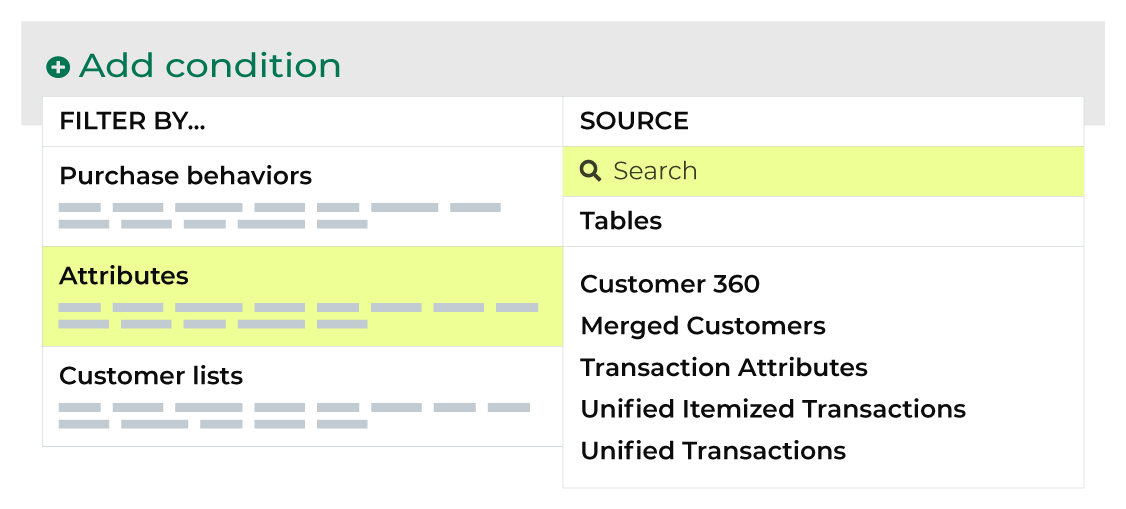 Add condition
FILTER BY...
Purchase behaviors
Attributes
Customer lists
SOURCE
Search
Tables
Customer 360
Merged Customers
Transaction Attributes
Unified Itemized Transactions
Unified Transactions